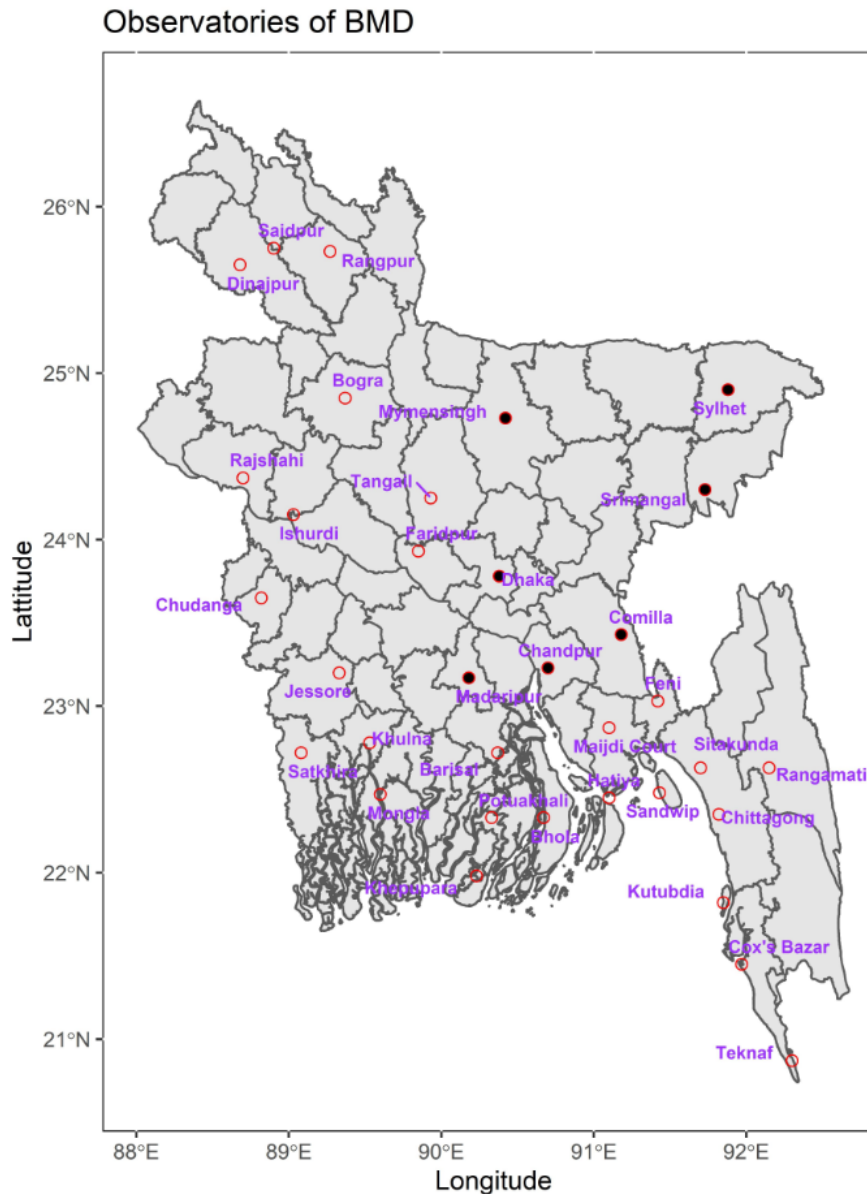 Observatories of BMD
Lattitude
26°N
25°N
24°N
23°N
22°N
21°N
Saidpur
Rangpur
Dinajpur
Bogra
Mymensingh
Sylhet
Rajshahi
Tangail
Srimangal
Ishurdi
Faridpur
Dhaka
Chudanga
Comilla
Chandpur
Jessore
Madaripur
Feni
Khulna
Maijdi Court
Sitakunda
Satkhira
Barisal
Rangamati
Hatiya
Mongla
Potuakhali
Sandwip
Chittagong
Bhola
Khepupara
Kutubdia
Cox's Bazar
Teknaf
88°E
89°E
90°E
91°E
92°E
Longitude